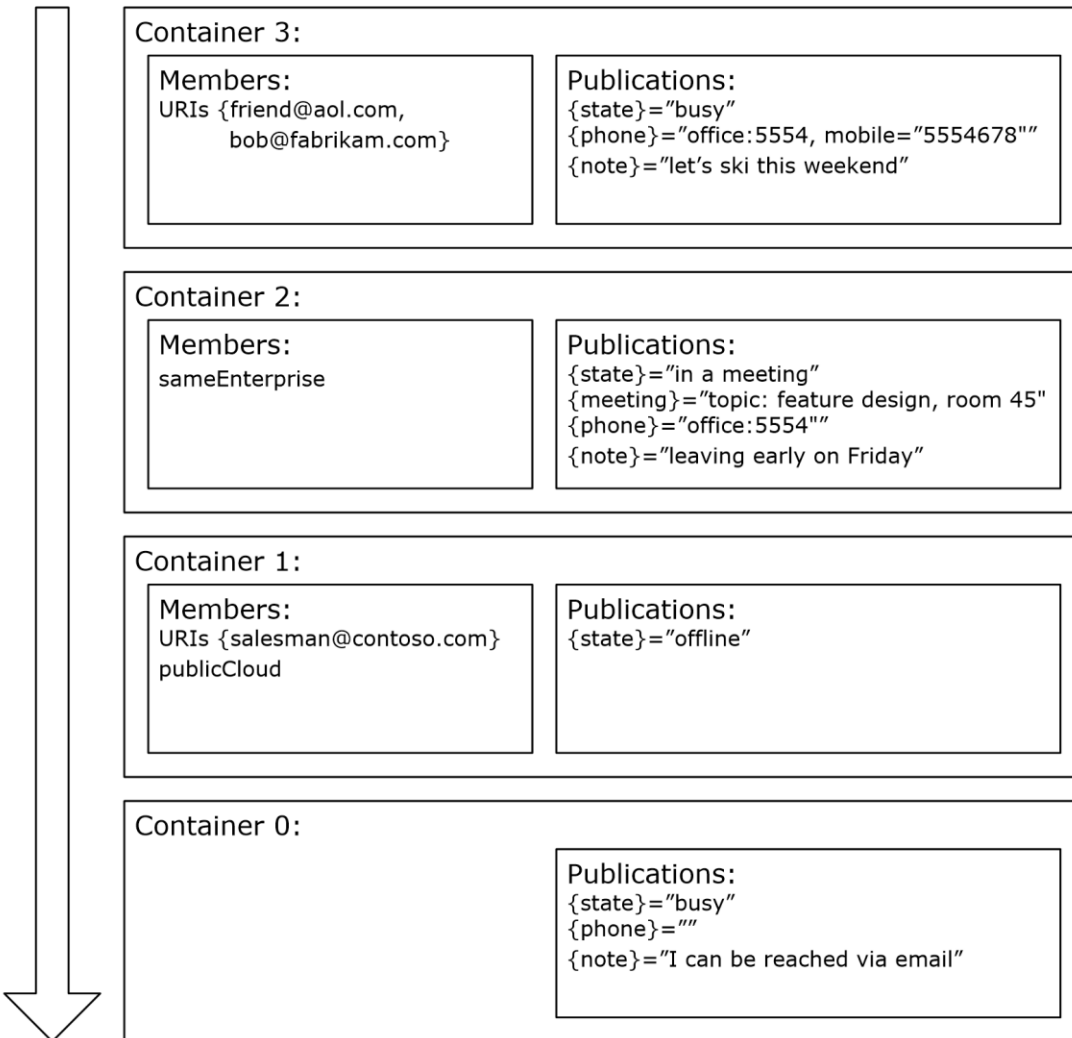 Container 3:
Members:
URIs {friend@aol.com,
bob@fabrikam.com}
Publications:
{state}=”busy”
{phone}=”office:5554, mobile=”5554678"”
{note}=”let’s ski this weekend”
Container 2:
Members:
sameEnterprise
Publications:
{state}=”in a meeting”
{meeting}=”topic: feature design, room 45"
{phone}=”office:5554"”
{note}=”leaving early on Friday”
Container 1:
Members:
URIs {salesman@contoso.com}
publicCloud
Publications:
{state}=”offline”
Container 0:
Publications:
{state}=”busy”
{phone}=””
{note}=”I can be reached via email”